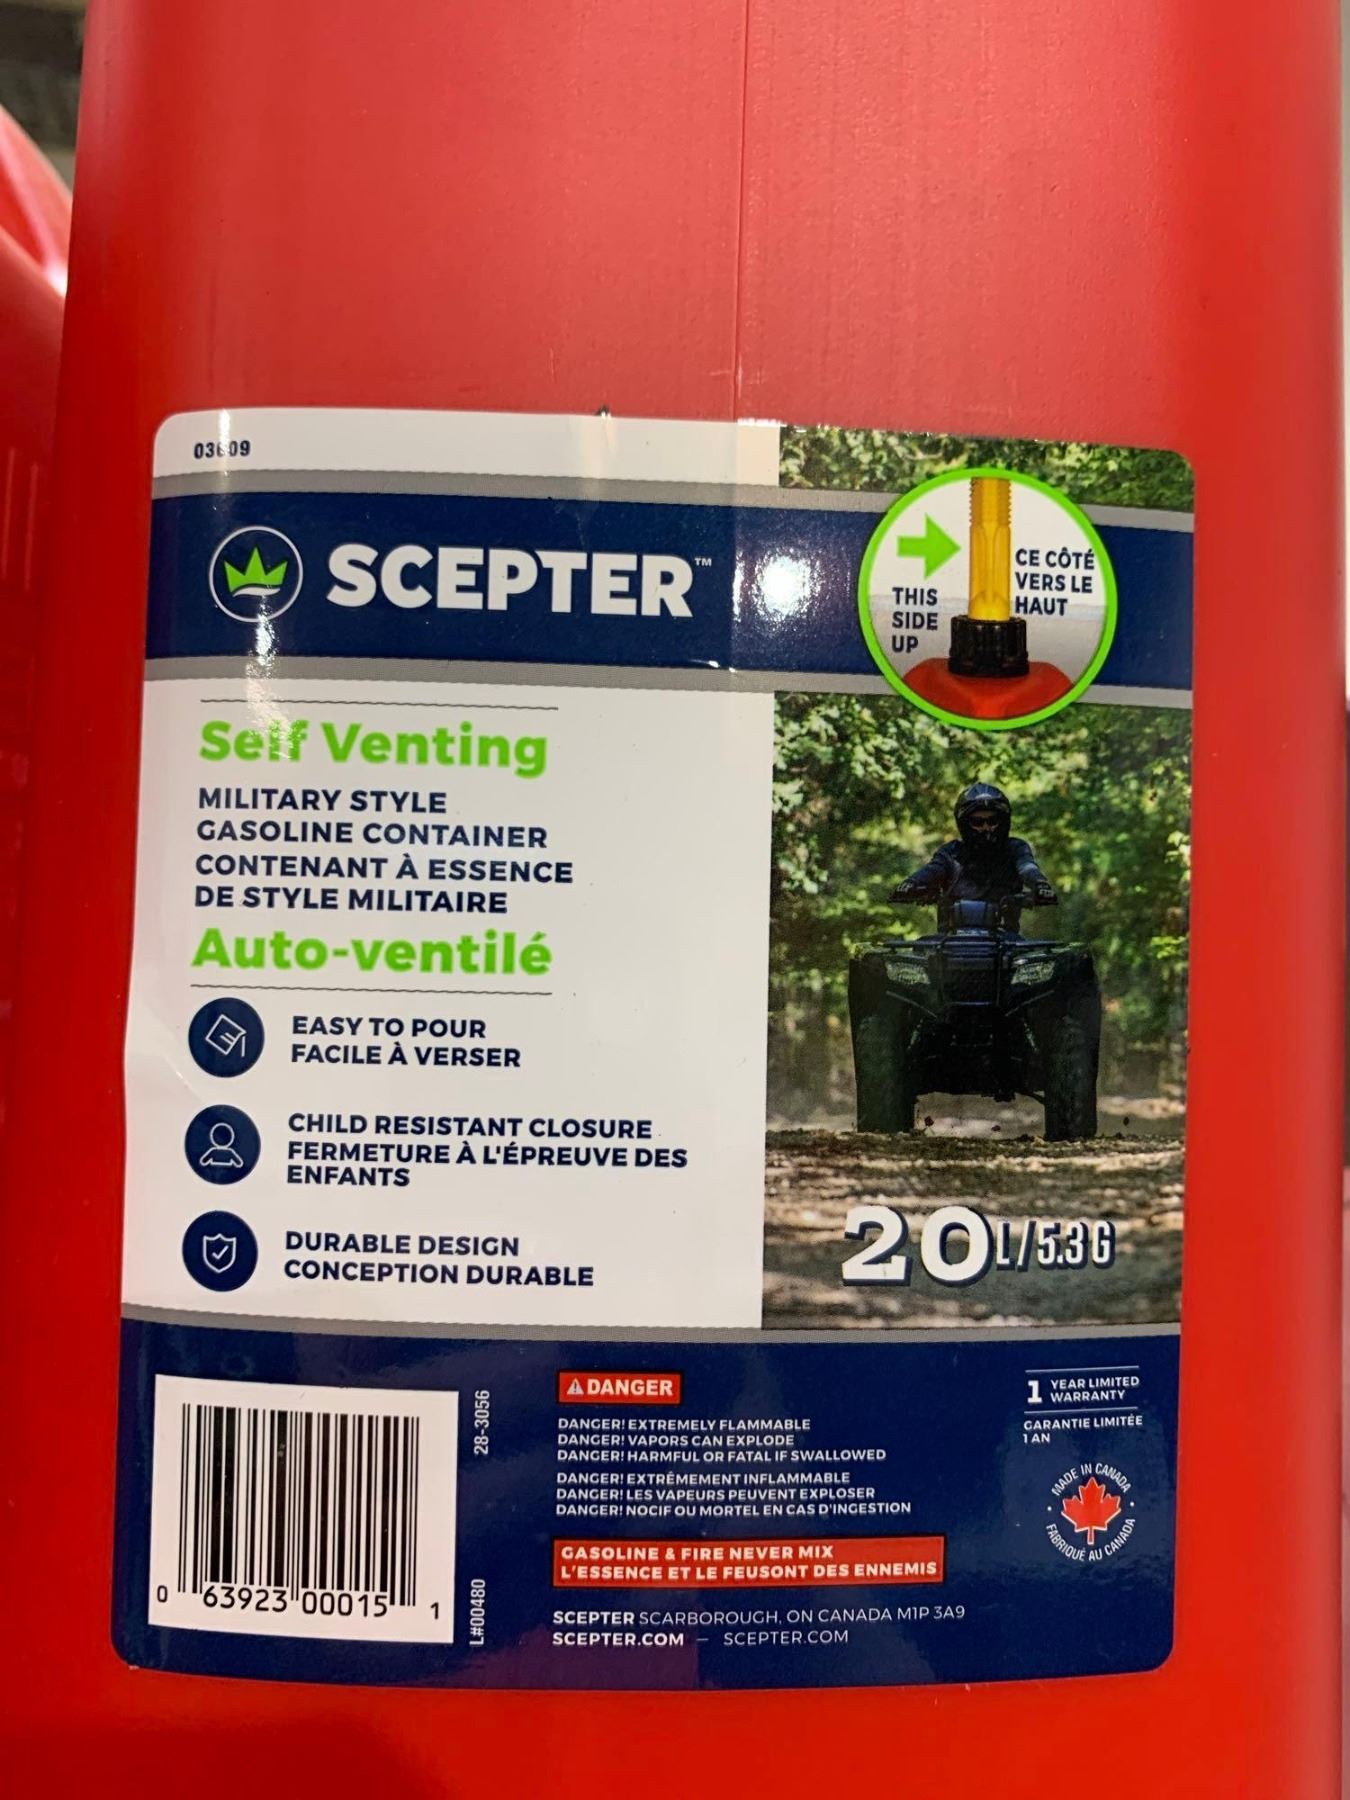 03609
SCEPTER™
THIS
SIDE
UP
CE CÔTÉ
VERS LE
HAUT
Self Venting
MILITARY STYLE
GASOLINE CONTAINER
CONTENANT À ESSENCE
DE STYLE MILITAIRE
Auto-ventilé
EASY TO POUR
FACILE À VERSER
CHILD RESISTANT CLOSURE
FERMETURE À L'ÉPREUVE DES
ENFANTS
DURABLE DESIGN
CONCEPTION DURABLE
20L/5.3G
0 63923 00015 1
28-3056
L#00480
DANGER
DANGER! EXTREMELY FLAMMABLE
DANGER! VAPORS CAN EXPLODE
DANGER! HARMFUL OR FATAL IF SWALLOWED
DANGER! EXTRÊMEMENT INFLAMMABLE
DANGER! LES VAPEURS PEUVENT EXPLOSER
DANGER! NOCIF OU MORTEL EN CAS D'INGESTION
GASOLINE & FIRE NEVER MIX
L'ESSENCE ET LE FEUSONT DES ENNEMIS
SCEPTER SCARBOROUGH, ON CANADA M1P 3A9
SCEPTER.COM – SCEPTER.COM
1 YEAR LIMITED
WARRANTY
GARANTIE LIMITÉE
1 AN
MADE IN CANADA
FABRIQUÉ AU CANADA